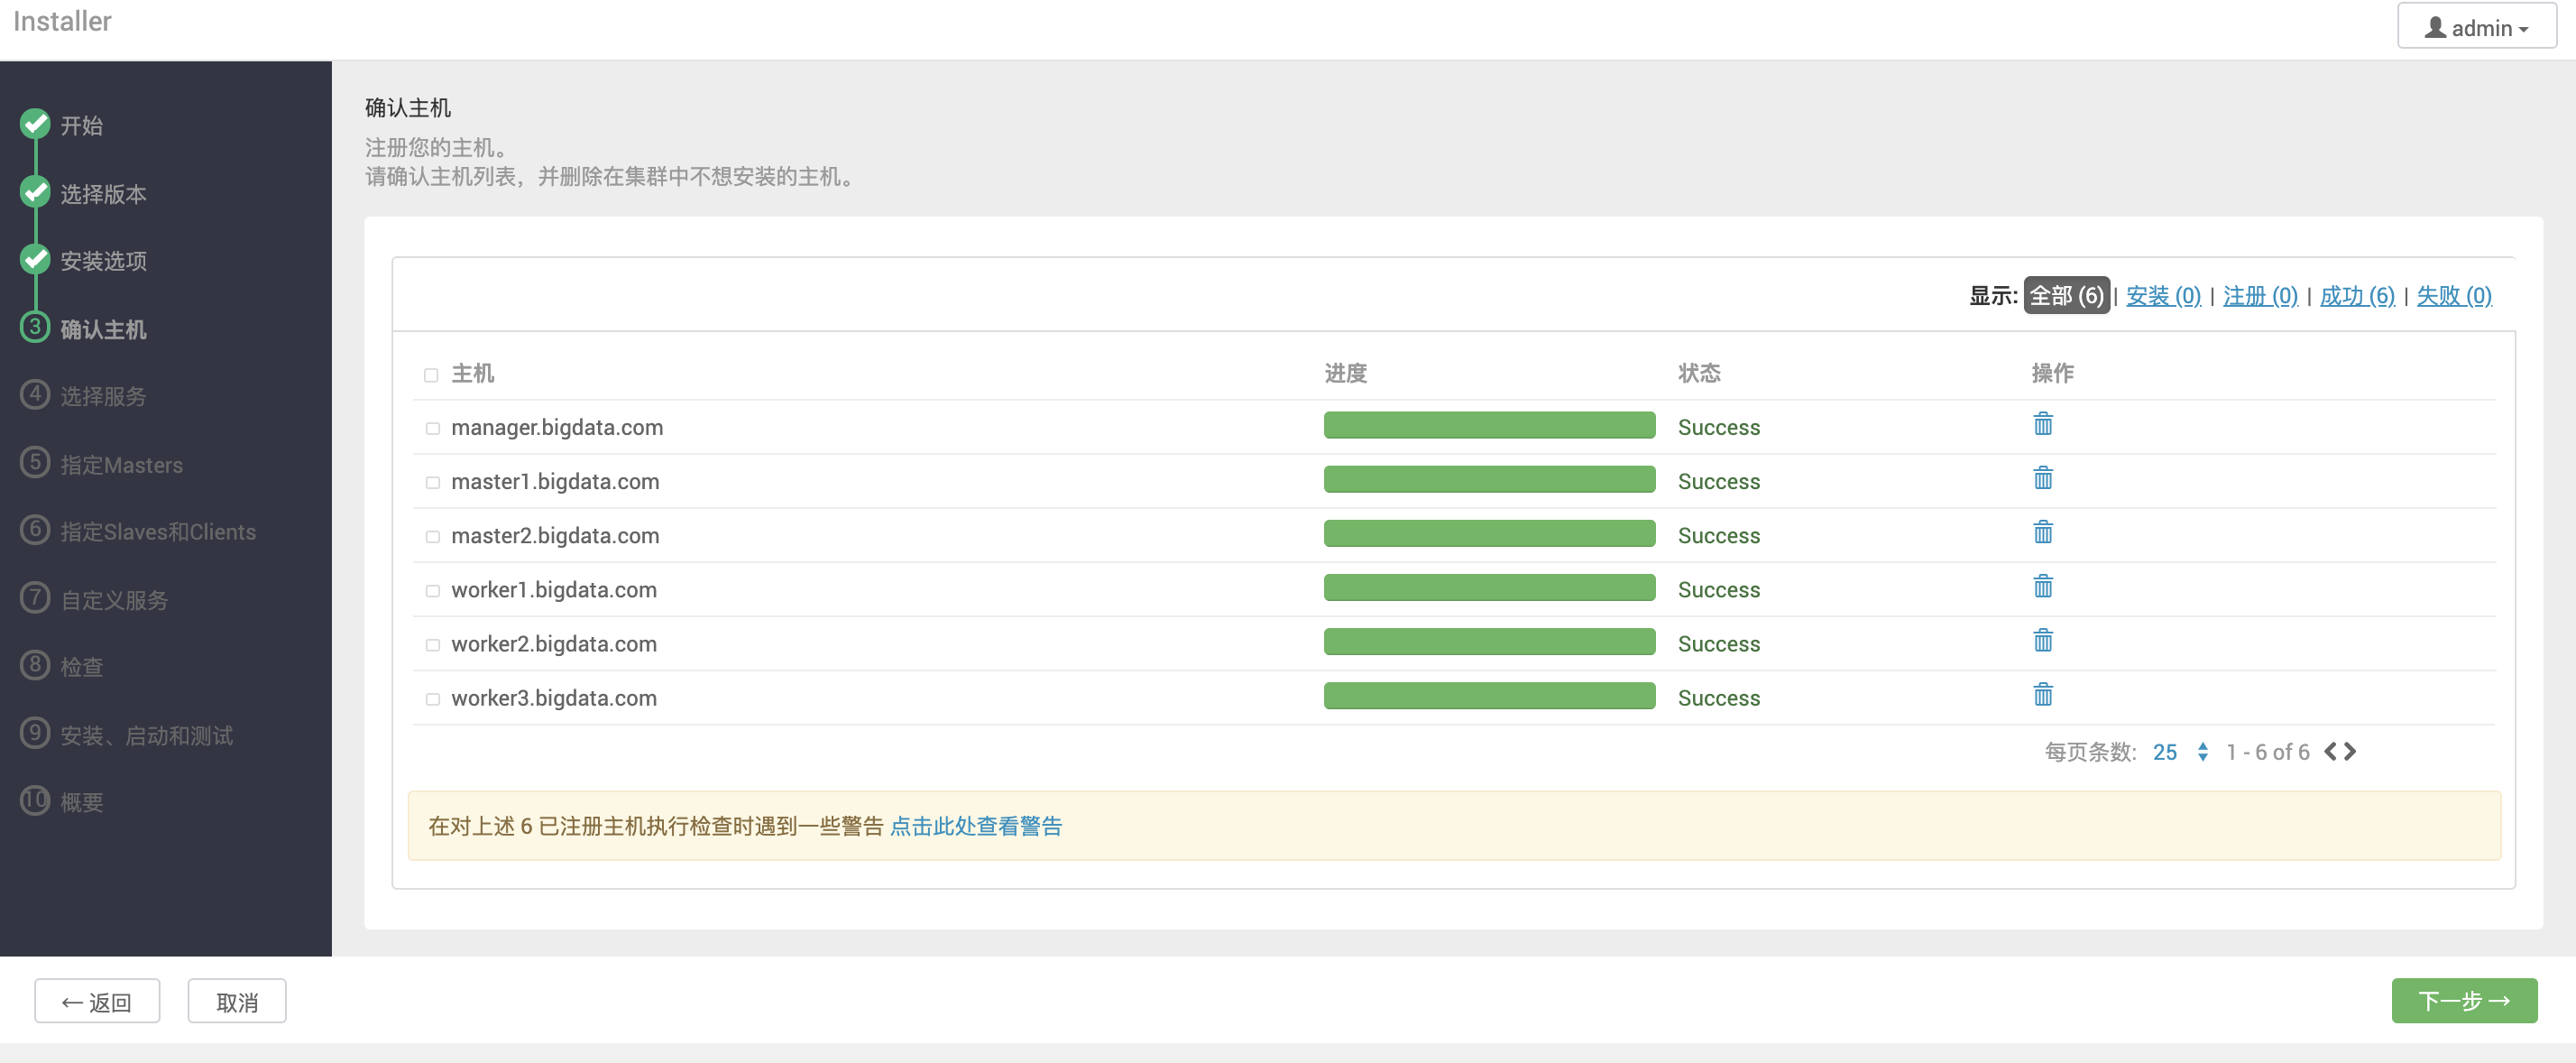 Installer
admin
开始
选择版本
安装选项
3 确认主机
4 选择服务
5 指定Masters
6 指定Slaves和Clients
7 自定义服务
8 检查
9 安装、启动和测试
10 概要
确认主机
注册您的主机。
请确认主机列表，并删除在集群中不想安装的主机。
显示: 全部 (6) | 安装 (0) | 注册 (0) | 成功 (6) | 失败 (0)
主机 进度 状态 操作
manager.bigdata.com Success
master1.bigdata.com Success
master2.bigdata.com Success
worker1.bigdata.com Success
worker2.bigdata.com Success
worker3.bigdata.com Success
每页条数: 25 1 - 6 of 6
在对上述 6 已注册主机执行检查时遇到一些警告 点击此处查看警告
←返回 取消 下一步→